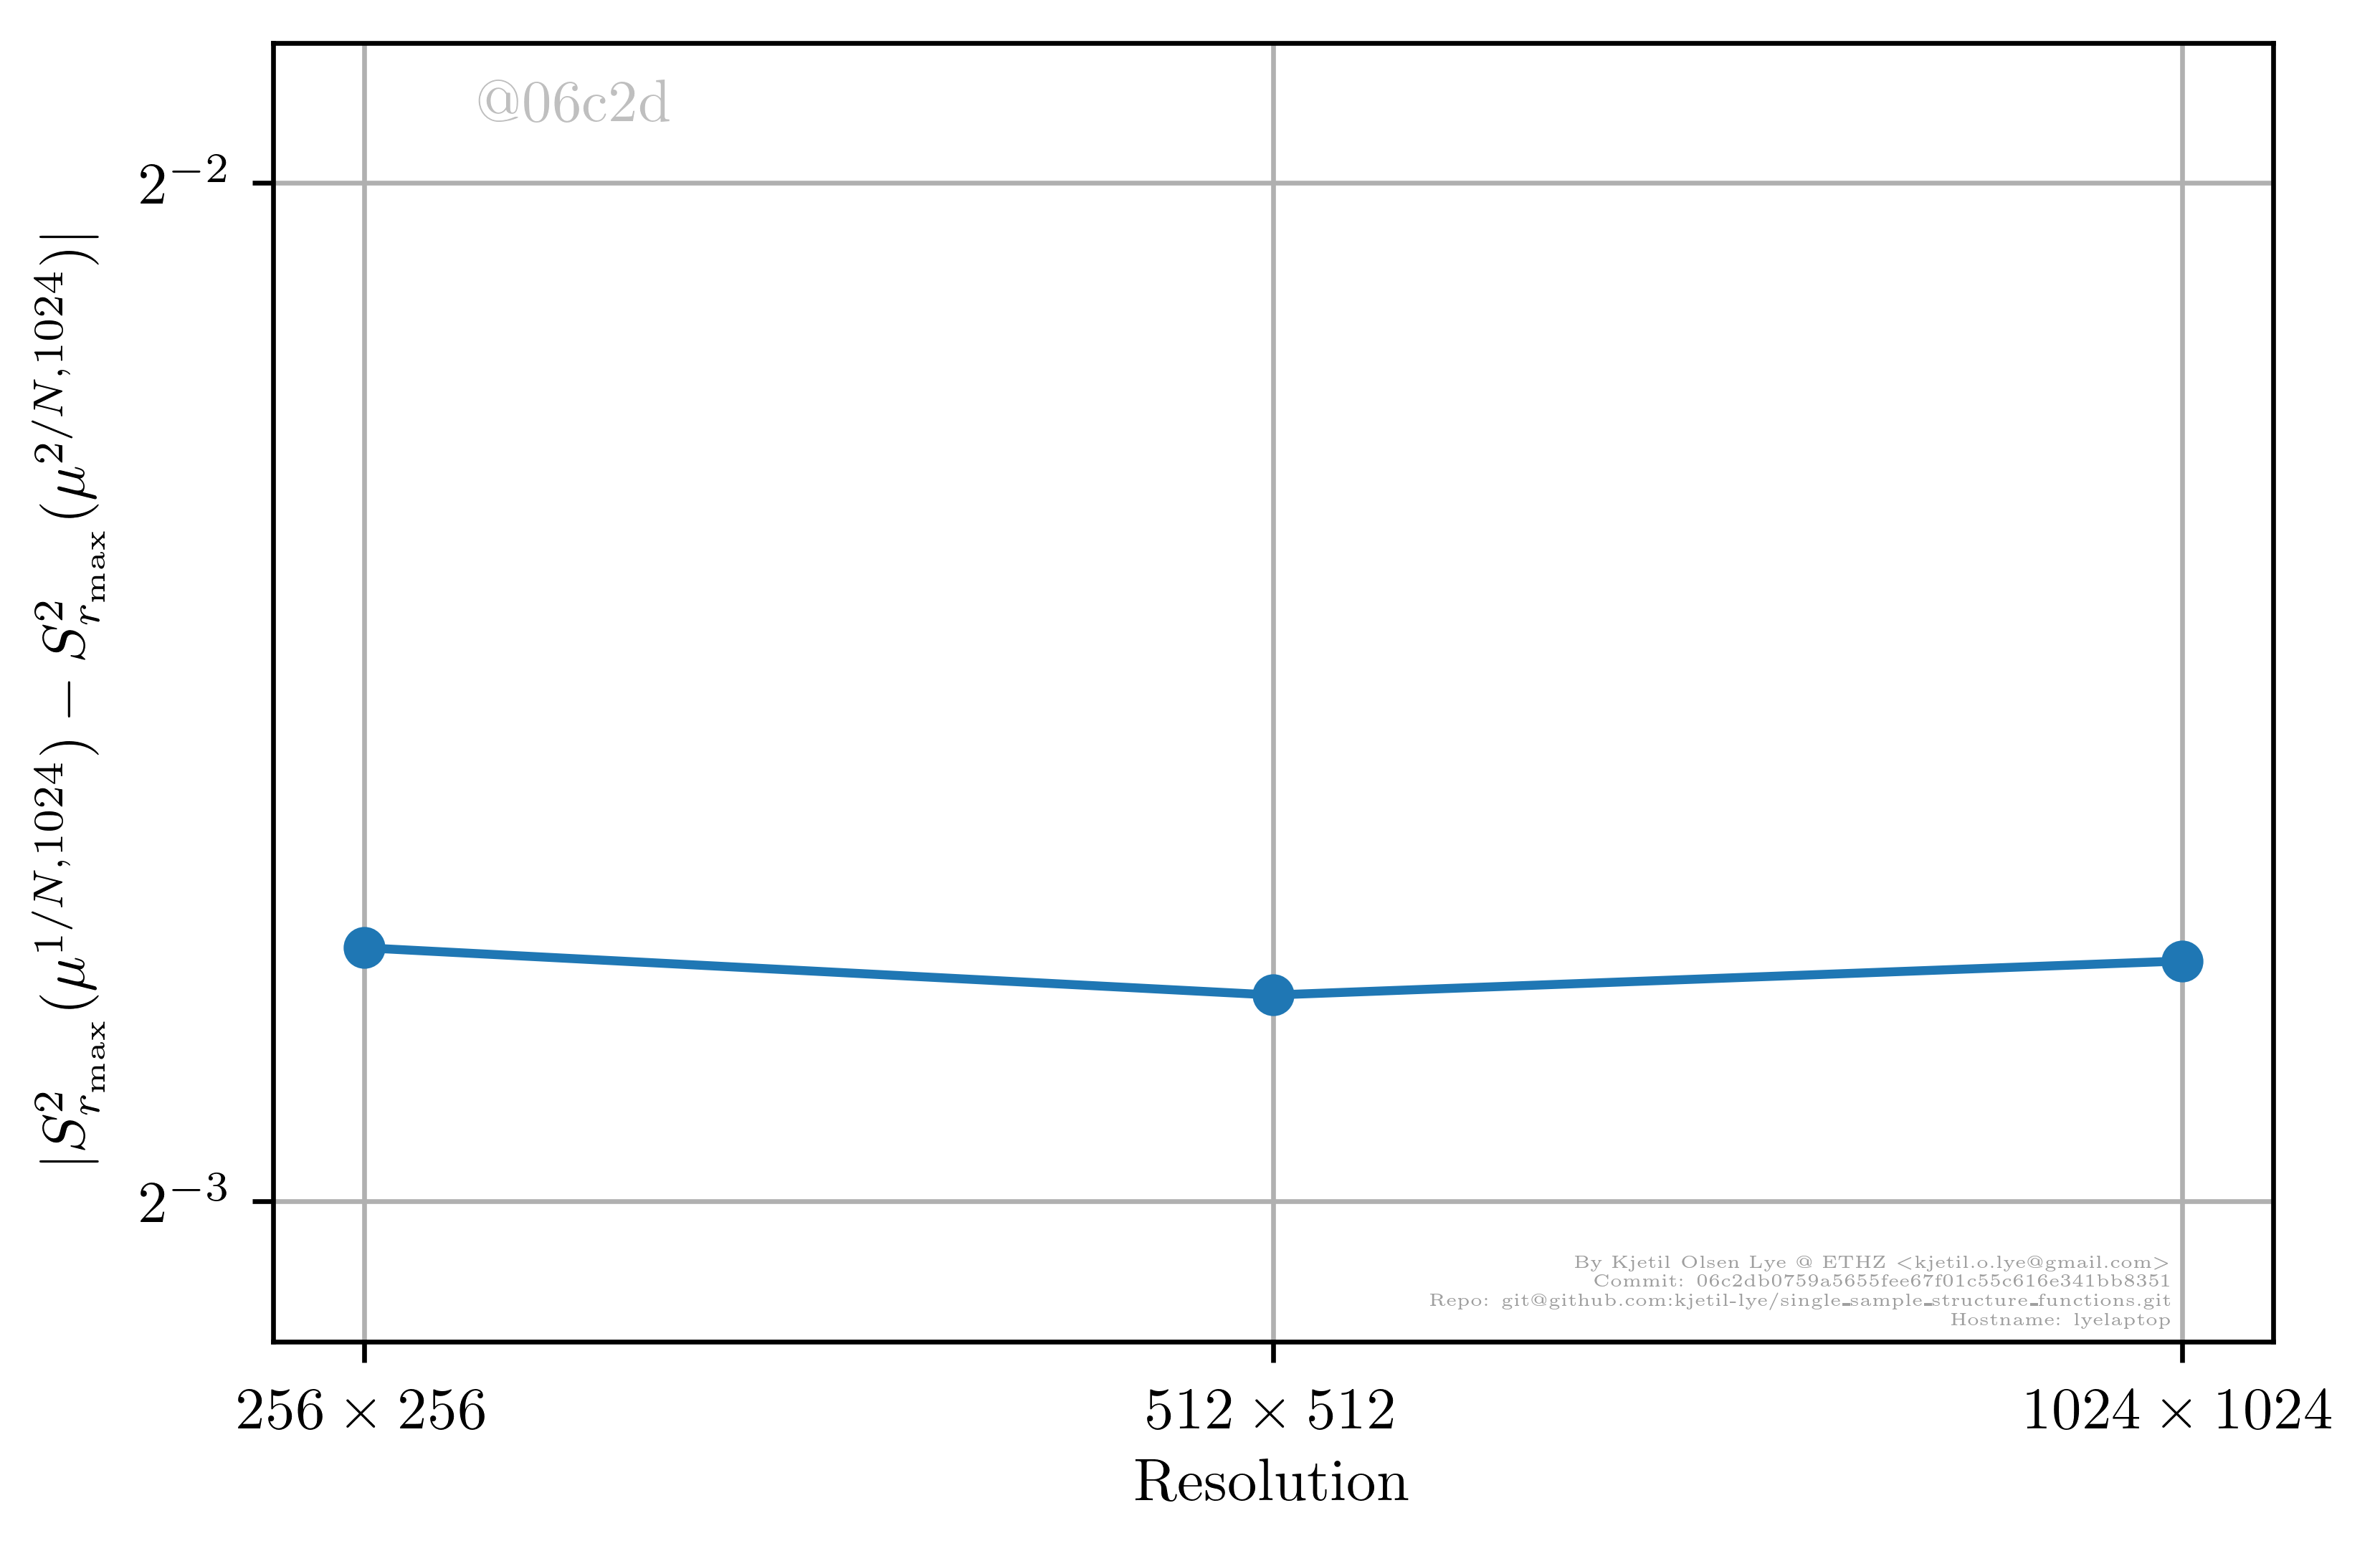 @06c2d
2⁻²
|S²_{r_max}(μ^{1/N,1024}) − S²_{r_max}(μ^{2/N,1024})|
2⁻³
By Kjetil Olsen Lye @ ETHZ <kjetil.o.lye@gmail.com>
Commit: 06c2db0759a5655fee67f01c55c616e341bb8351
Repo: git@github.com:kjetil-lye/single_sample_structure_functions.git
Hostname: lyelaptop
256 × 256 512 × 512 1024 × 1024
Resolution